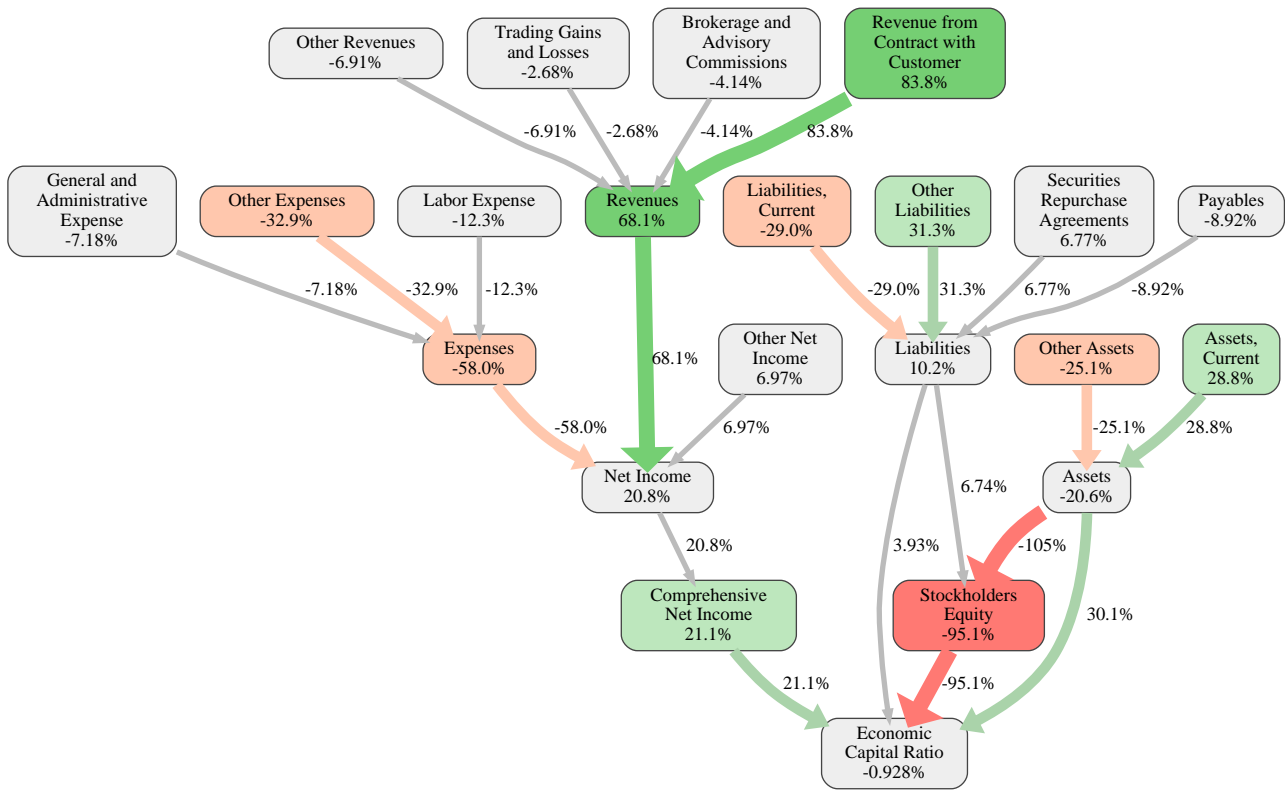 Other Revenues
-6.91%
Trading Gains
and Losses
-2.68%
Brokerage and
Advisory
Commissions
-4.14%
Revenue from
Contract with
Customer
83.8%
-6.91%
-2.68%
-4.14%
83.8%
General and
Administrative
Expense
-7.18%
Other Expenses
-32.9%
Labor Expense
-12.3%
Revenues
68.1%
Liabilities,
Current
-29.0%
Other
Liabilities
31.3%
Securities
Repurchase
Agreements
6.77%
Payables
-8.92%
-7.18%
-32.9%
-12.3%
68.1%
-29.0%
31.3%
6.77%
-8.92%
Expenses
-58.0%
Other Net
Income
6.97%
Liabilities
10.2%
Other Assets
-25.1%
Assets,
Current
28.8%
-58.0%
6.97%
-25.1%
28.8%
Net Income
20.8%
Assets
-20.6%
20.8%
3.93%
6.74%
-105%
30.1%
Comprehensive
Net Income
21.1%
Stockholders
Equity
-95.1%
21.1%
-95.1%
Economic
Capital Ratio
-0.928%